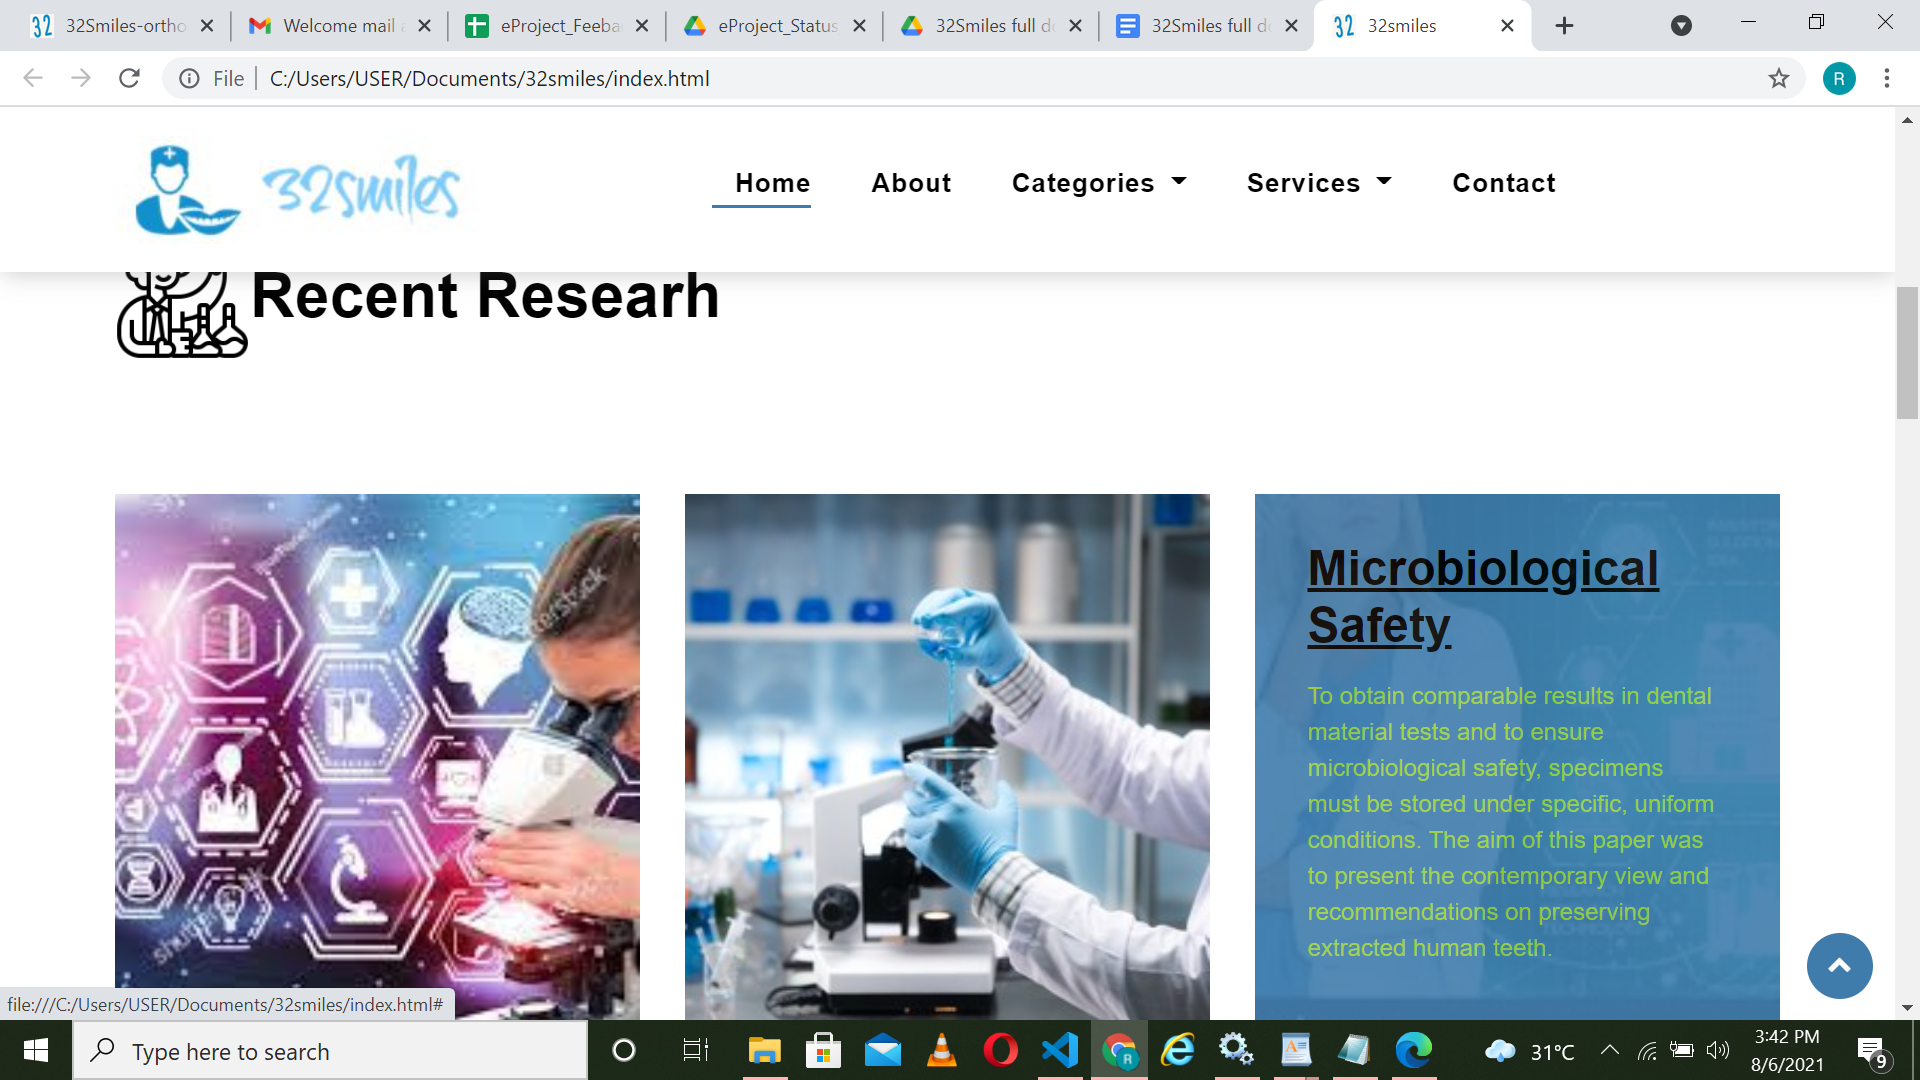 32Smiles-ortho
Welcome mail a
eProject_Feeba
eProject_Status
32Smiles full do
32Smiles full do
32smiles
File
C:/Users/USER/Documents/32smiles/index.html
R
32smiles
Home
About
Categories
Services
Contact
Recent Researh
Microbiological
Safety
To obtain comparable results in dental
material tests and to ensure
microbiological safety, specimens
must be stored under specific, uniform
conditions. The aim of this paper was
to present the contemporary view and
recommendations on preserving
extracted human teeth.
file:///C:/Users/USER/Documents/32smiles/index.html#
Type here to search
31°C
3:42 PM
8/6/2021
9